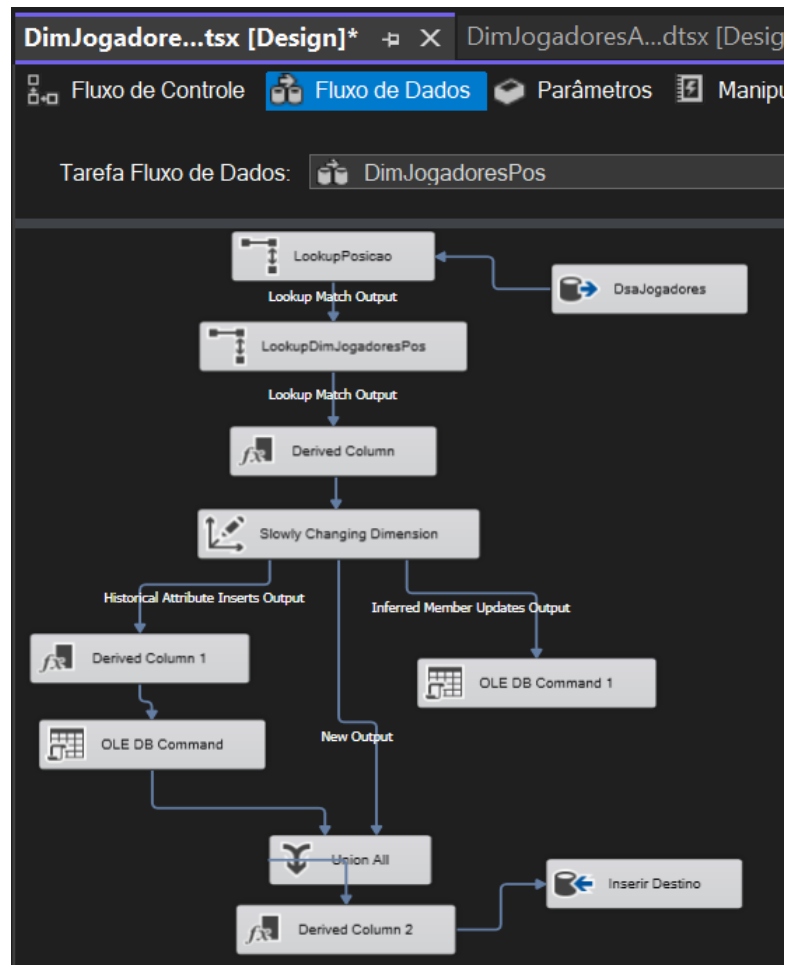 DimJogadore...tsx [Design]* DimJogadoresA...dtsx [Desig
Fluxo de Controle Fluxo de Dados Parâmetros Manipu
Tarefa Fluxo de Dados: DimJogadoresPos
LookupPosicao
DsaJogadores
Lookup Match Output
LookupDimJogadoresPos
Lookup Match Output
fx Derived Column
Slowly Changing Dimension
Historical Attribute Inserts Output
Inferred Member Updates Output
fx Derived Column 1
OLE DB Command 1
New Output
OLE DB Command
Union All
Inserir Destino
fx Derived Column 2